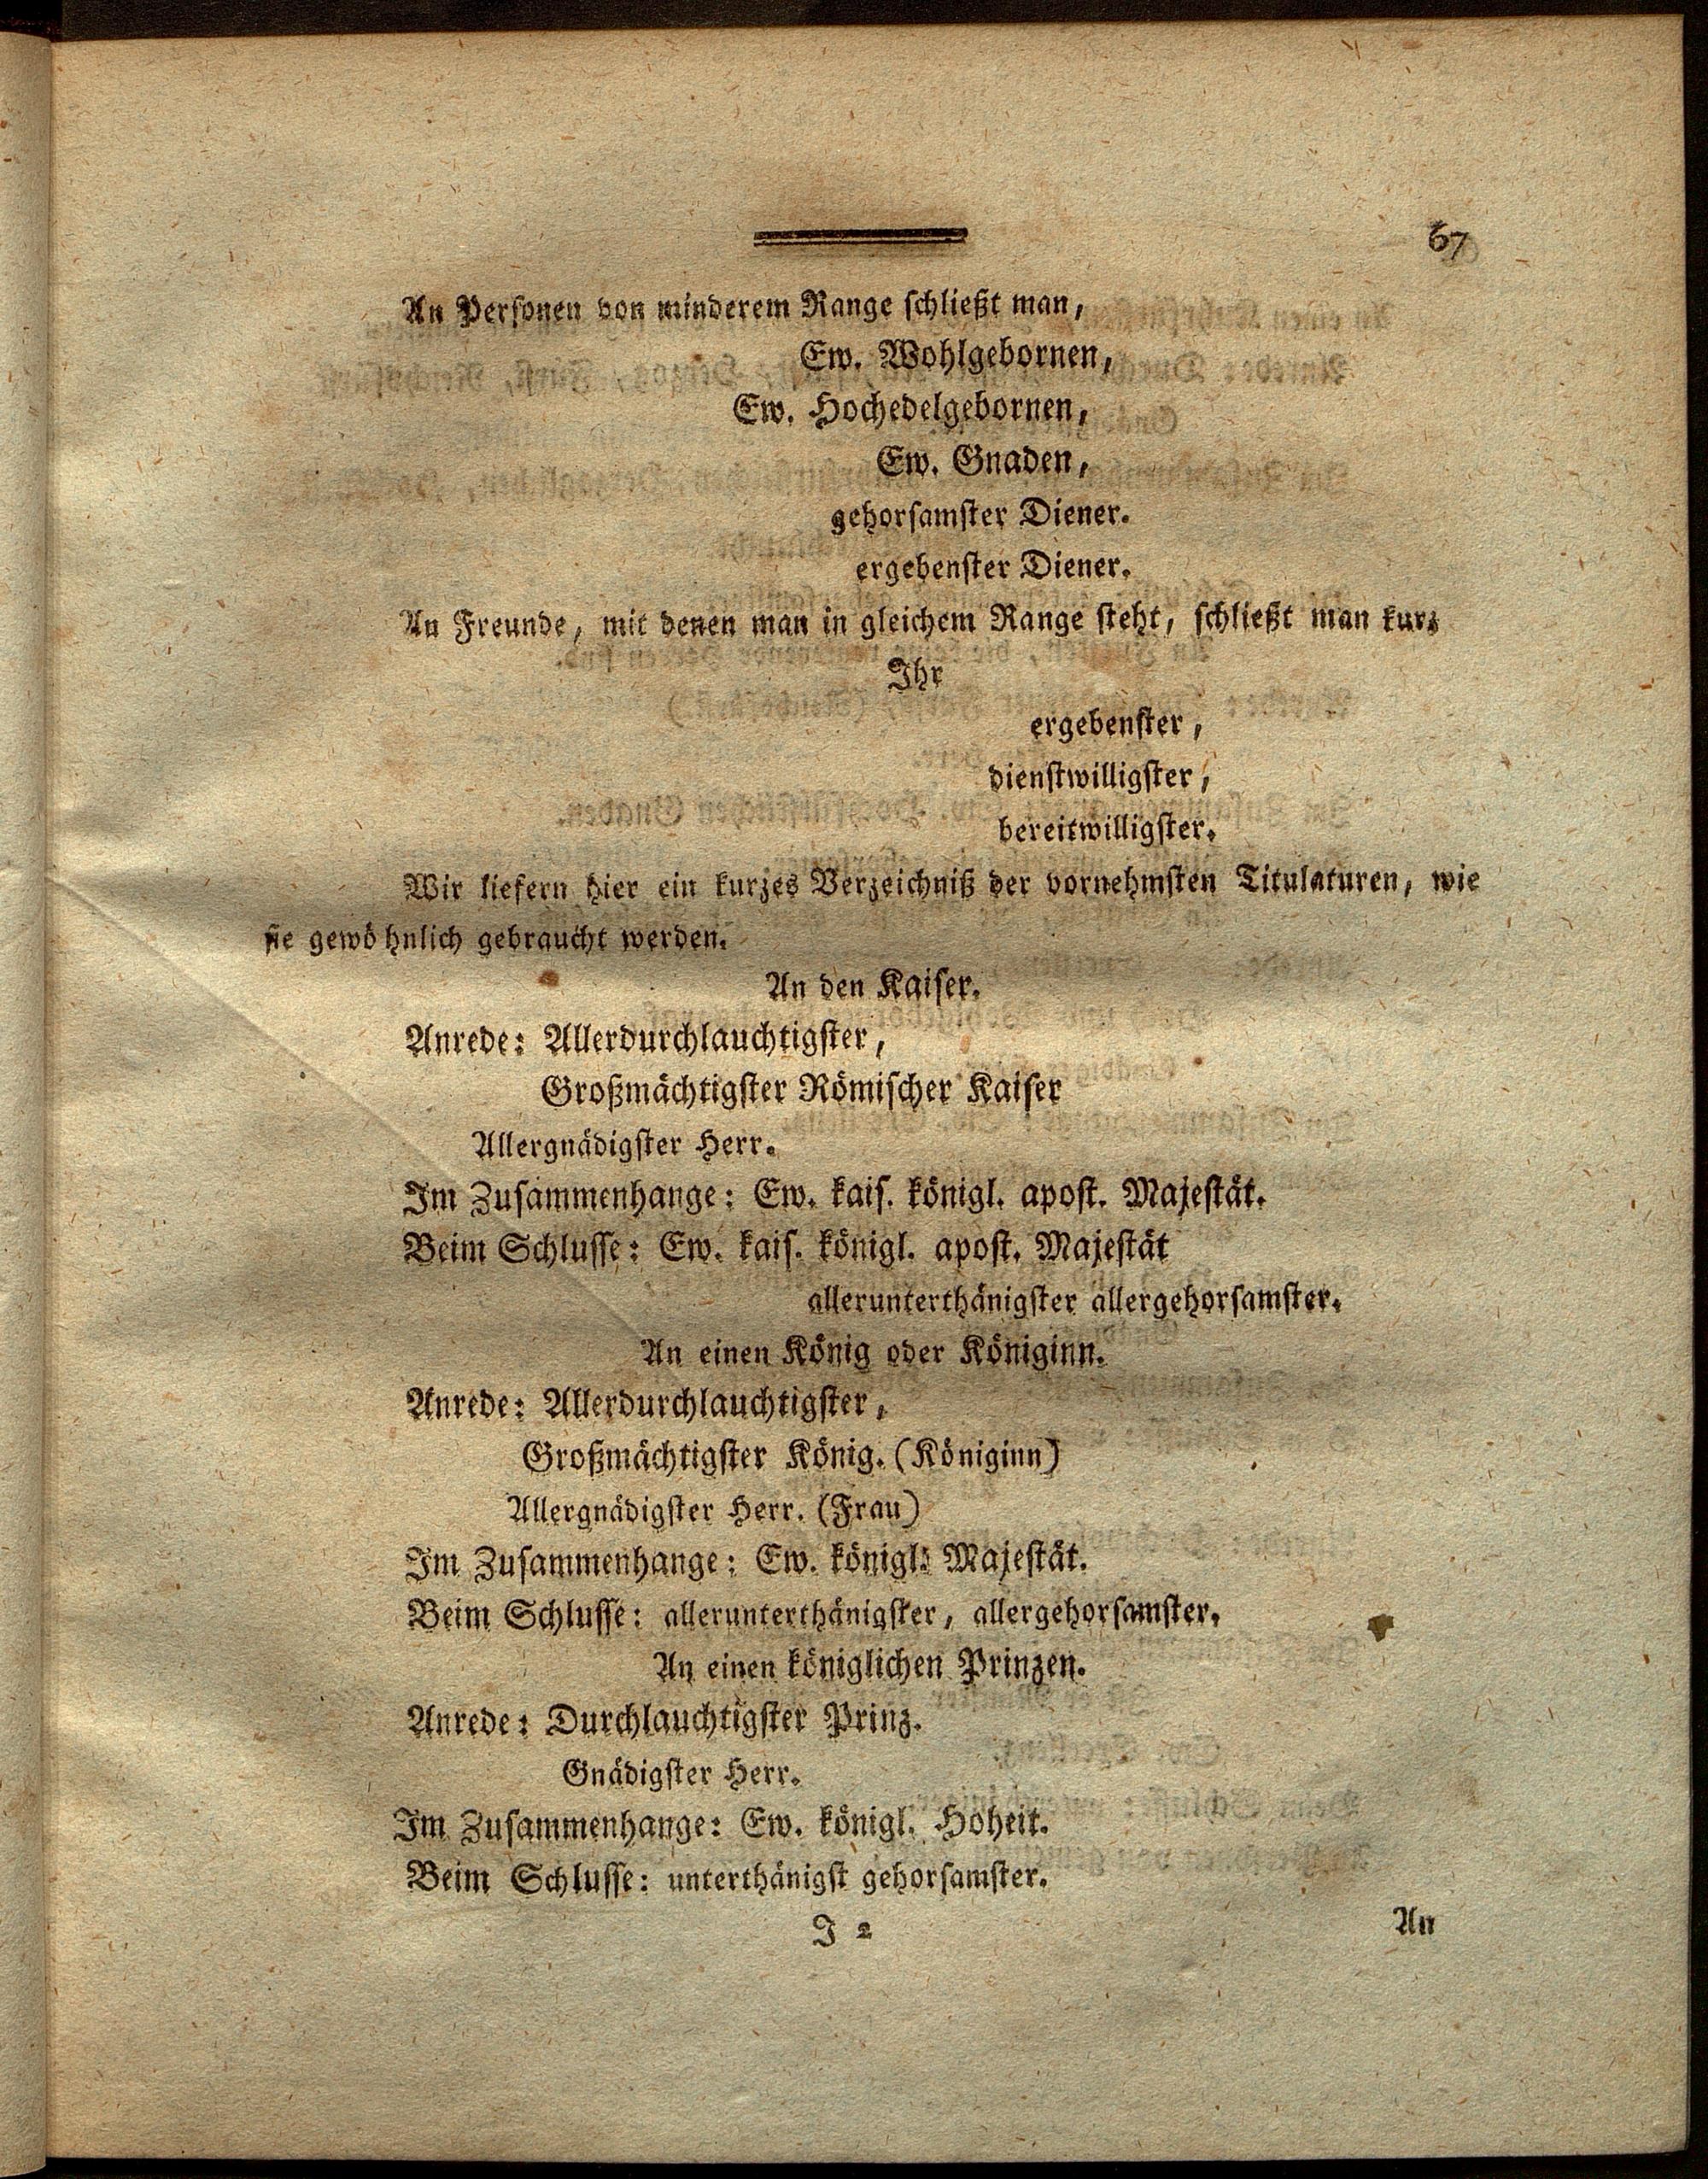 67
An Personen von minderem Range schließt man,
Ew. Wohlgebornen,
Ew. Hochedelgebornen,
Ew. Gnaden,
gehorsamster Diener.
ergebenster Diener.
An Freunde, mit denen man in gleichem Range steht, schließt man kurz
Ihr
ergebenster,
dienstwilligster,
bereitwilligster.
Wir liefern hier ein kurzes Verzeichniß der vornehmsten Titulaturen, wie
sie gewöhnlich gebraucht werden.
An den Kaiser.
Anrede: Allerdurchlauchtigster,
Großmächtigster Römischer Kaiser
Allergnädigster Herr.
Im Zusammenhange: Ew. kais. königl. apost. Majestät.
Beim Schlusse: Ew. kais. königl. apost. Majestät
allerunterthänigster allergehorsamster.
An einen König oder Königinn.
Anrede: Allerdurchlauchtigster,
Großmächtigster König. (Königinn)
Allergnädigster Herr. (Frau)
Im Zusammenhange: Ew. königl: Majestät.
Beim Schlusse: allerunterthänigster, allergehorsamster.
An einen königlichen Prinzen.
Anrede: Durchlauchtigster Prinz.
Gnädigster Herr.
Im Zusammenhange: Ew. königl. Hoheit.
Beim Schlusse: unterthänigst gehorsamster.
J 2
An